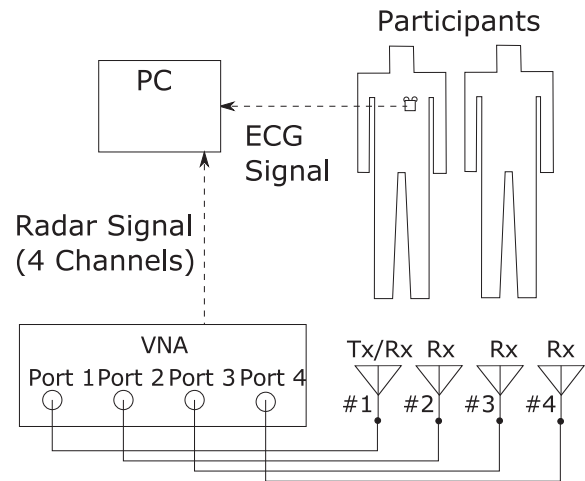 Participants
PC
ECG
Signal
Radar Signal
(4 Channels)
VNA
Port 1 Port 2 Port 3 Port 4
Tx/Rx Rx Rx Rx
#1 #2 #3 #4